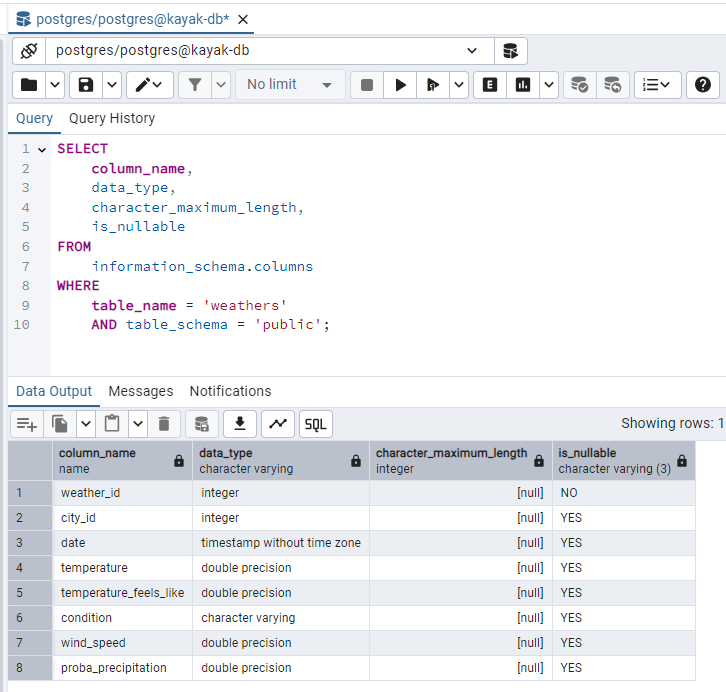 postgres/postgres@kayak-db*
postgres/postgres@kayak-db
No limit
E
Query Query History
1 SELECT
2 column_name,
3 data_type,
4 character_maximum_length,
5 is_nullable
6 FROM
7 information_schema.columns
8 WHERE
9 table_name = 'weathers'
10 AND table_schema = 'public';
Data Output Messages Notifications
SQL Showing rows: 1
column_name data_type character_maximum_length is_nullable
name character varying integer character varying (3)
1 weather_id integer [null] NO
2 city_id integer [null] YES
3 date timestamp without time zone [null] YES
4 temperature double precision [null] YES
5 temperature_feels_like double precision [null] YES
6 condition character varying [null] YES
7 wind_speed double precision [null] YES
8 proba_precipitation double precision [null] YES